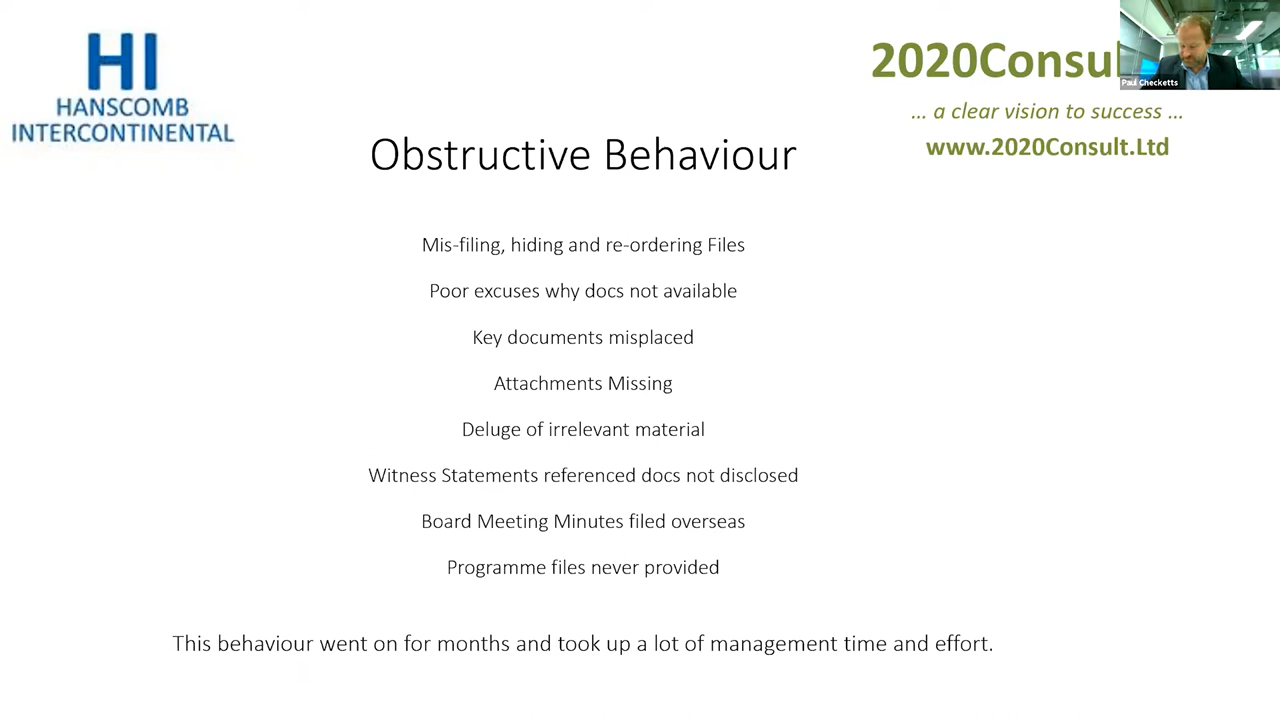 HI
HANSCOMB
INTERCONTINENTAL
2020Consul
Paul Checketts
... a clear vision to success ...
www.2020Consult.Ltd
Obstructive Behaviour
Mis-filing, hiding and re-ordering Files
Poor excuses why docs not available
Key documents misplaced
Attachments Missing
Deluge of irrelevant material
Witness Statements referenced docs not disclosed
Board Meeting Minutes filed overseas
Programme files never provided
This behaviour went on for months and took up a lot of management time and effort.